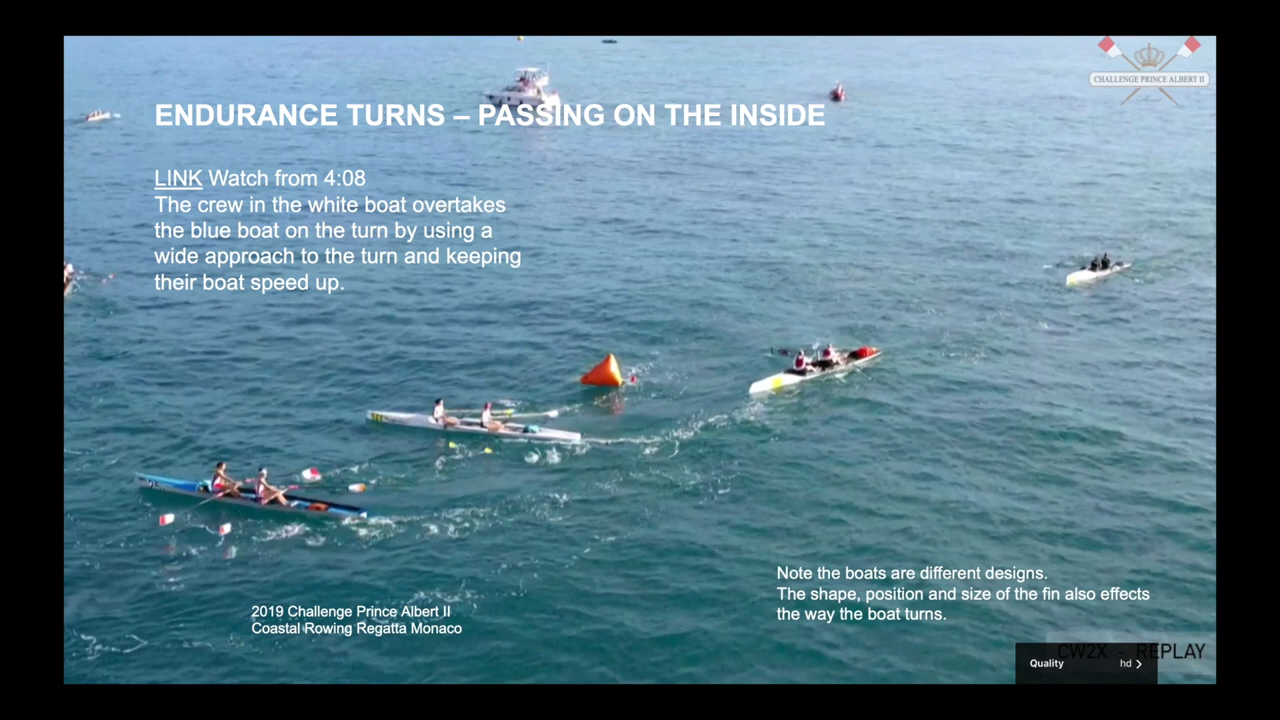 CHALLENGE PRINCE ALBERT II
ENDURANCE TURNS – PASSING ON THE INSIDE
LINK Watch from 4:08
The crew in the white boat overtakes
the blue boat on the turn by using a
wide approach to the turn and keeping
their boat speed up.
Note the boats are different designs.
The shape, position and size of the fin also effects
the way the boat turns.
2019 Challenge Prince Albert II
Coastal Rowing Regatta Monaco
CW2X - REPLAY
Quality hd